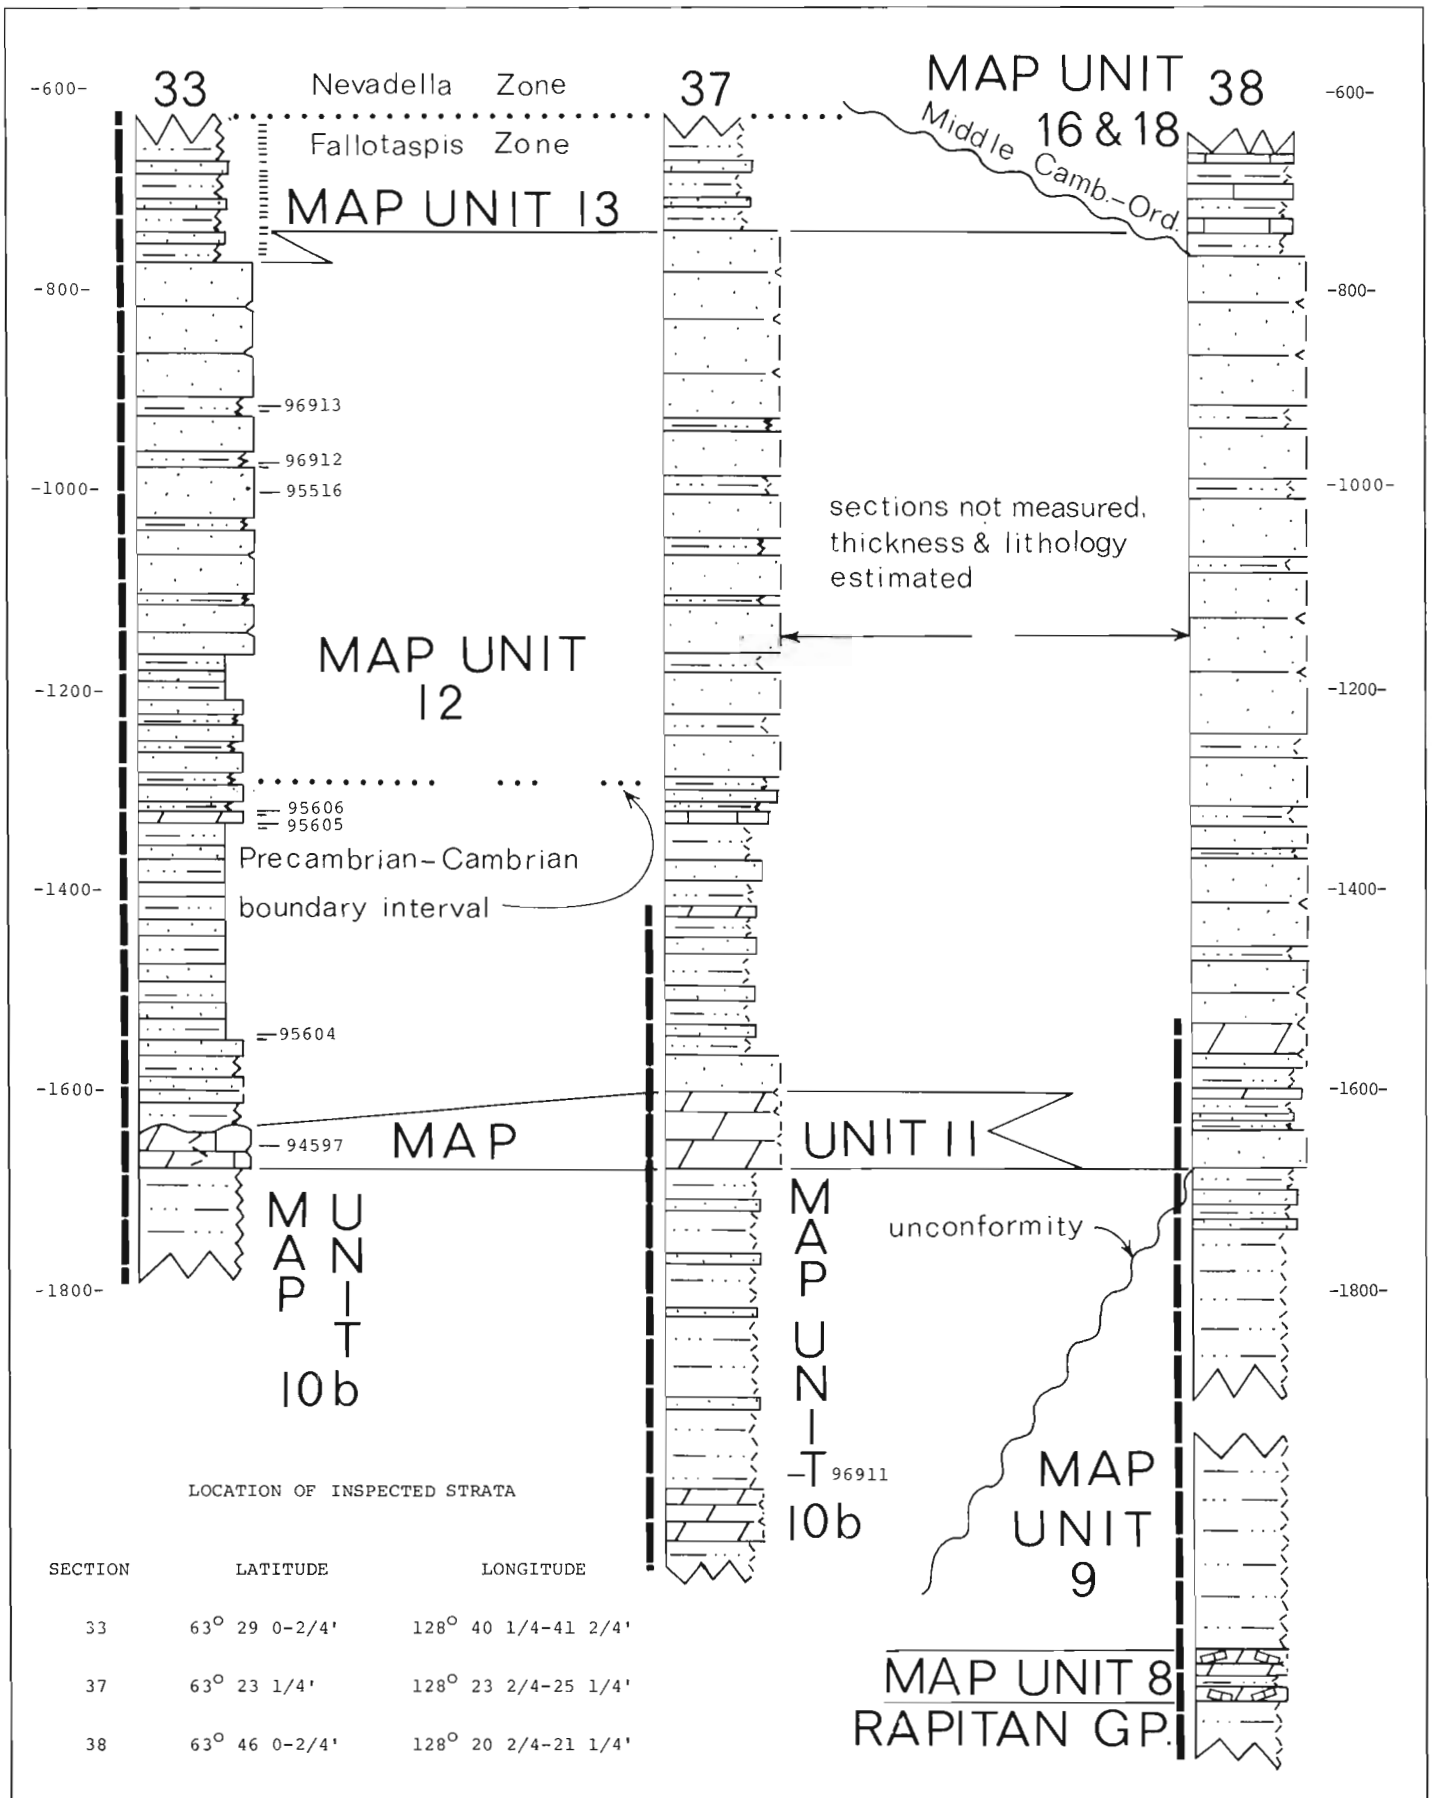 33
Nevadella Zone
37
MAP UNIT
16 & 18
38
-600-
-600-
Fallotaspis Zone
Middle Camb.-Ord.
MAP UNIT 13
-800-
-800-
96913
96912
-1000-
95516
-1000-
sections not measured,
thickness & lithology
estimated
MAP UNIT
12
-1200-
-1200-
95606
95605
Precambrian-Cambrian
boundary interval
-1400-
-1400-
95604
-1600-
-1600-
94597
MAP UNIT 11
MAP UNIT
10b
MAP UNIT
10b
unconformity
-1800-
-1800-
96911
MAP
UNIT
9
MAP UNIT 8
RAPITAN GP.
LOCATION OF INSPECTED STRATA
SECTION LATITUDE LONGITUDE
33 63° 29 0-2/4' 128° 40 1/4-41 2/4'
37 63° 23 1/4' 128° 23 2/4-25 1/4'
38 63° 46 0-2/4' 128° 20 2/4-21 1/4'